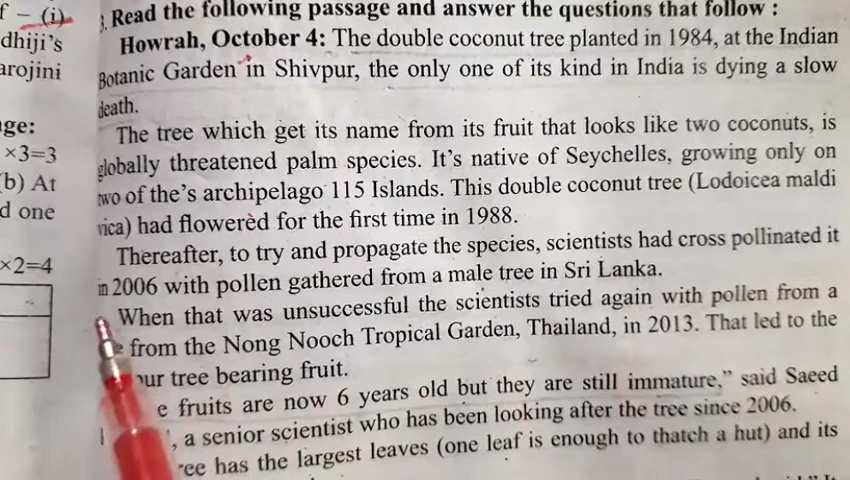 f – (i)
dhiji's
arojini
ge:
×3=3
(b) At
d one
×2=4
3. Read the following passage and answer the questions that follow :
Howrah, October 4: The double coconut tree planted in 1984, at the Indian
Botanic Garden in Shivpur, the only one of its kind in India is dying a slow
death.
The tree which get its name from its fruit that looks like two coconuts, is
globally threatened palm species. It's native of Seychelles, growing only on
two of the's archipelago 115 Islands. This double coconut tree (Lodoicea maldi
vica) had flowered for the first time in 1988.
Thereafter, to try and propagate the species, scientists had cross pollinated it
in 2006 with pollen gathered from a male tree in Sri Lanka.
When that was unsuccessful the scientists tried again with pollen from a
from the Nong Nooch Tropical Garden, Thailand, in 2013. That led to the
our tree bearing fruit.
e fruits are now 6 years old but they are still immature," said Saeed
, a senior scientist who has been looking after the tree since 2006.
ree has the largest leaves (one leaf is enough to thatch a hut) and its